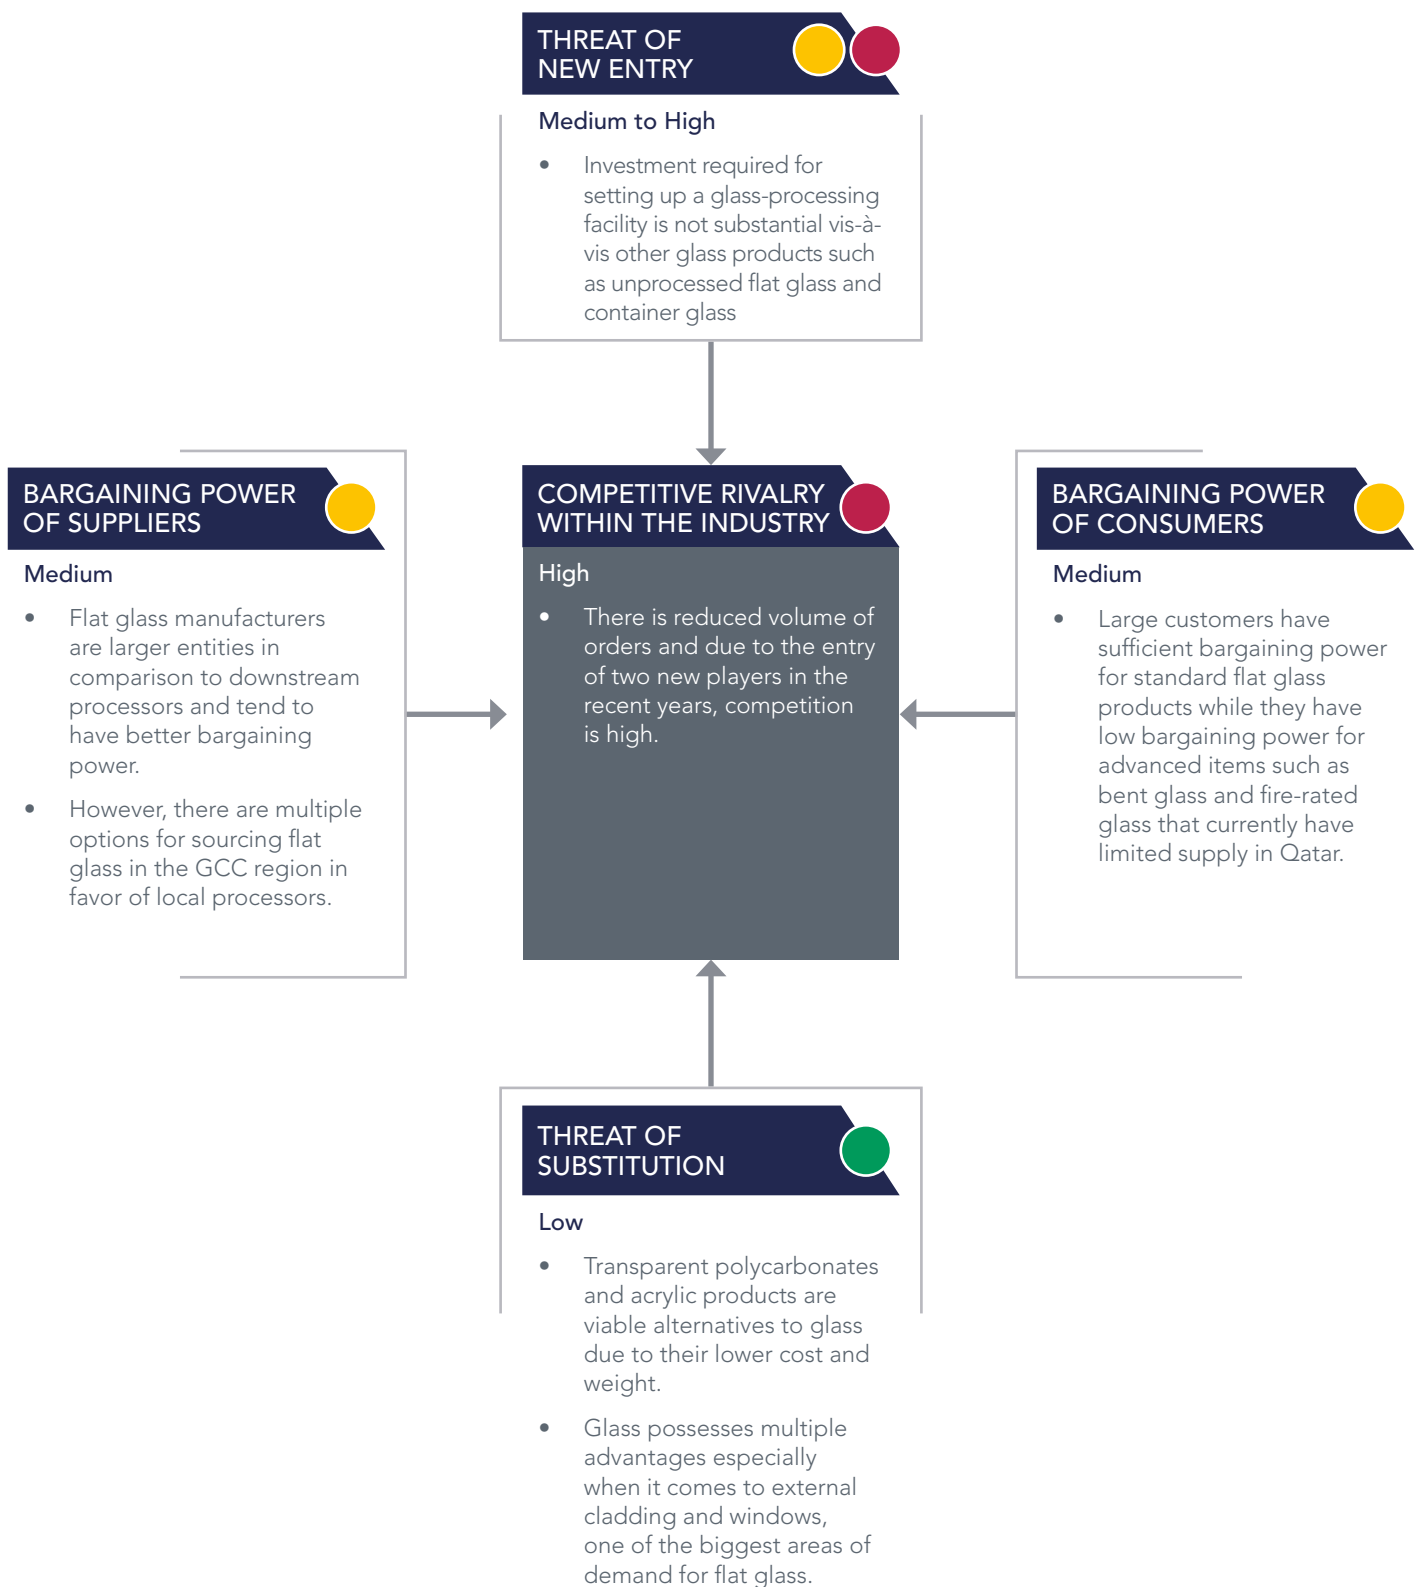 THREAT OF
NEW ENTRY
Medium to High
• Investment required for
setting up a glass-processing
facility is not substantial vis-à-
vis other glass products such
as unprocessed flat glass and
container glass
BARGAINING POWER
OF SUPPLIERS
Medium
• Flat glass manufacturers
are larger entities in
comparison to downstream
processors and tend to
have better bargaining
power.
• However, there are multiple
options for sourcing flat
glass in the GCC region in
favor of local processors.
COMPETITIVE RIVALRY
WITHIN THE INDUSTRY
High
• There is reduced volume of
orders and due to the entry
of two new players in the
recent years, competition
is high.
BARGAINING POWER
OF CONSUMERS
Medium
• Large customers have
sufficient bargaining power
for standard flat glass
products while they have
low bargaining power for
advanced items such as
bent glass and fire-rated
glass that currently have
limited supply in Qatar.
THREAT OF
SUBSTITUTION
Low
• Transparent polycarbonates
and acrylic products are
viable alternatives to glass
due to their lower cost and
weight.
• Glass possesses multiple
advantages especially
when it comes to external
cladding and windows,
one of the biggest areas of
demand for flat glass.